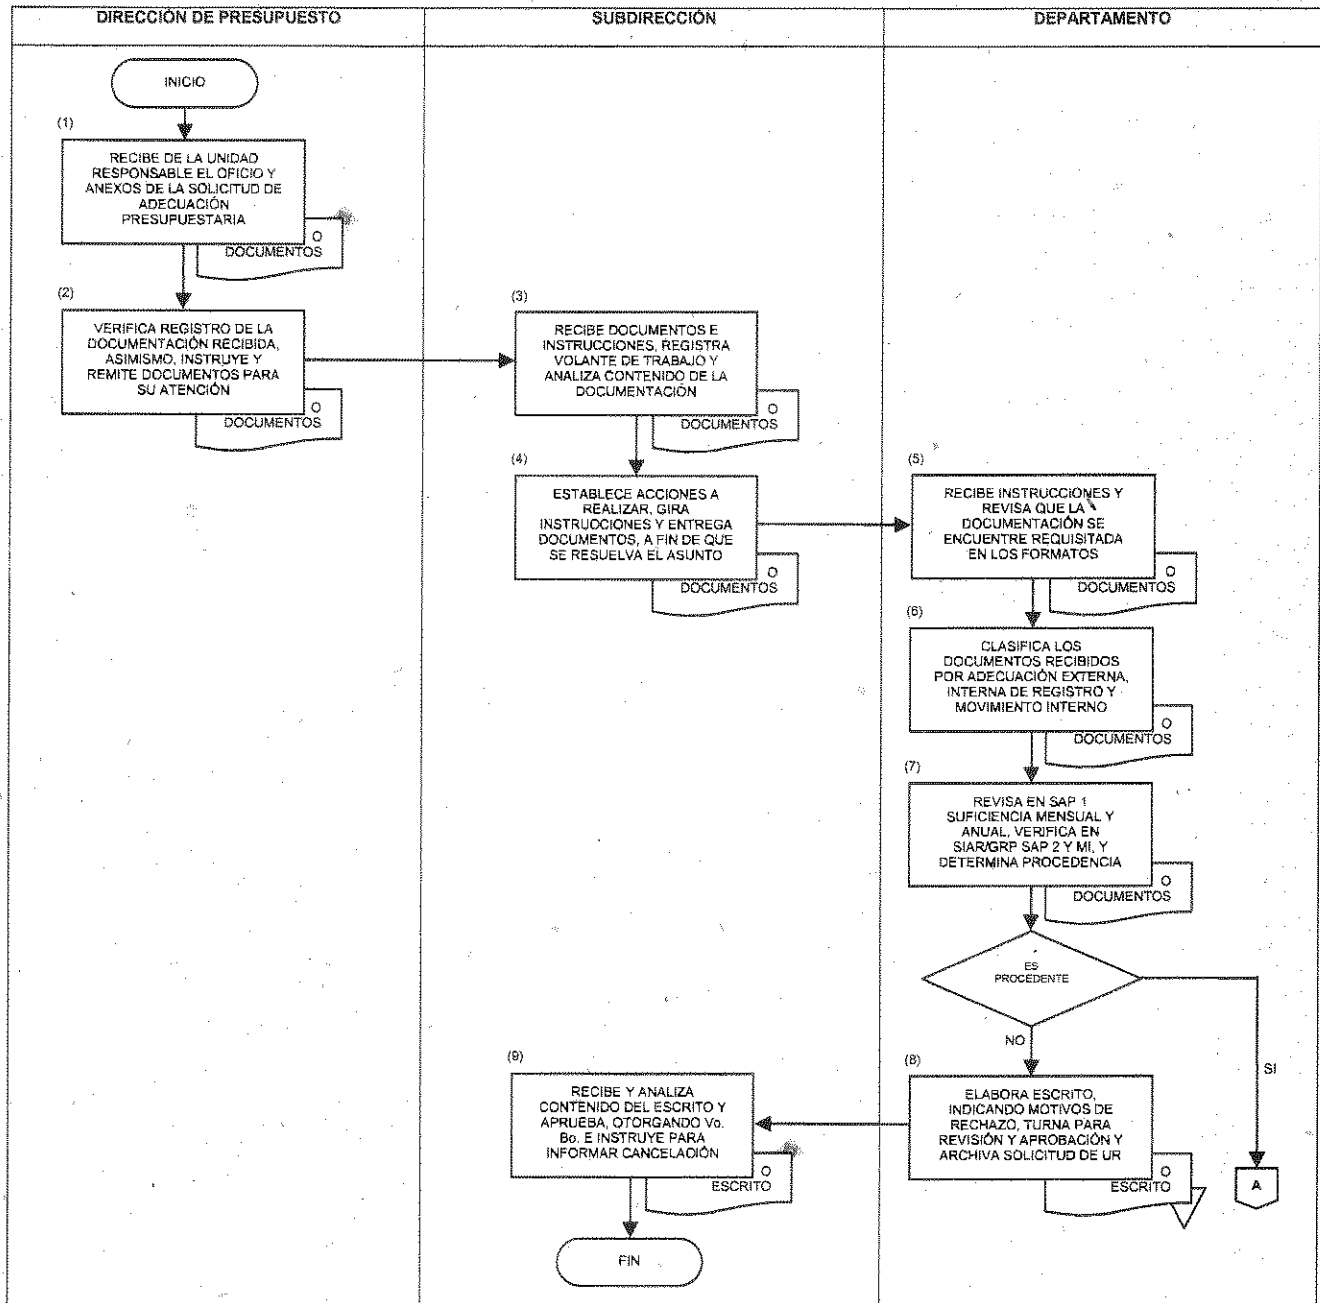 DIRECCIÓN DE PRESUPUESTO
SUBDIRECCIÓN
DEPARTAMENTO
INICIO
(1)
RECIBE DE LA UNIDAD
RESPONSABLE EL OFICIO Y
ANEXOS DE LA SOLICITUD DE
ADECUACIÓN
PRESUPUESTARIA
O
DOCUMENTOS
(2)
VERIFICA REGISTRO DE LA
DOCUMENTACIÓN RECIBIDA,
ASIMISMO, INSTRUYE Y
REMITE DOCUMENTOS PARA
SU ATENCIÓN
O
DOCUMENTOS
(3)
RECIBE DOCUMENTOS E
INSTRUCCIONES, REGISTRA
VOLANTE DE TRABAJO Y
ANALIZA CONTENIDO DE LA
DOCUMENTACIÓN
O
DOCUMENTOS
(4)
ESTABLECE ACCIONES A
REALIZAR, GIRA
INSTRUCCIONES Y ENTREGA
DOCUMENTOS, A FIN DE QUE
SE RESUELVA EL ASUNTO
O
DOCUMENTOS
(5)
RECIBE INSTRUCCIONES Y
REVISA QUE LA
DOCUMENTACIÓN SE
ENCUENTRE REQUISITADA
EN LOS FORMATOS
O
DOCUMENTOS
(6)
CLASIFICA LOS
DOCUMENTOS RECIBIDOS
POR ADECUACIÓN EXTERNA,
INTERNA DE REGISTRO Y
MOVIMIENTO INTERNO
O
DOCUMENTOS
(7)
REVISA EN SAP 1
SUFICIENCIA MENSUAL Y
ANUAL, VERIFICA EN
SIAR/GRP SAP 2 Y MI, Y
DETERMINA PROCEDENCIA
O
DOCUMENTOS
ES
PROCEDENTE
NO
SI
(8)
ELABORA ESCRITO,
INDICANDO MOTIVOS DE
RECHAZO, TURNA PARA
REVISIÓN Y APROBACIÓN Y
ARCHIVA SOLICITUD DE UR
O
ESCRITO
A
(9)
RECIBE Y ANALIZA
CONTENIDO DEL ESCRITO Y
APRUEBA, OTORGANDO Vo.
Bo. E INSTRUYE PARA
INFORMAR CANCELACIÓN
O
ESCRITO
FIN